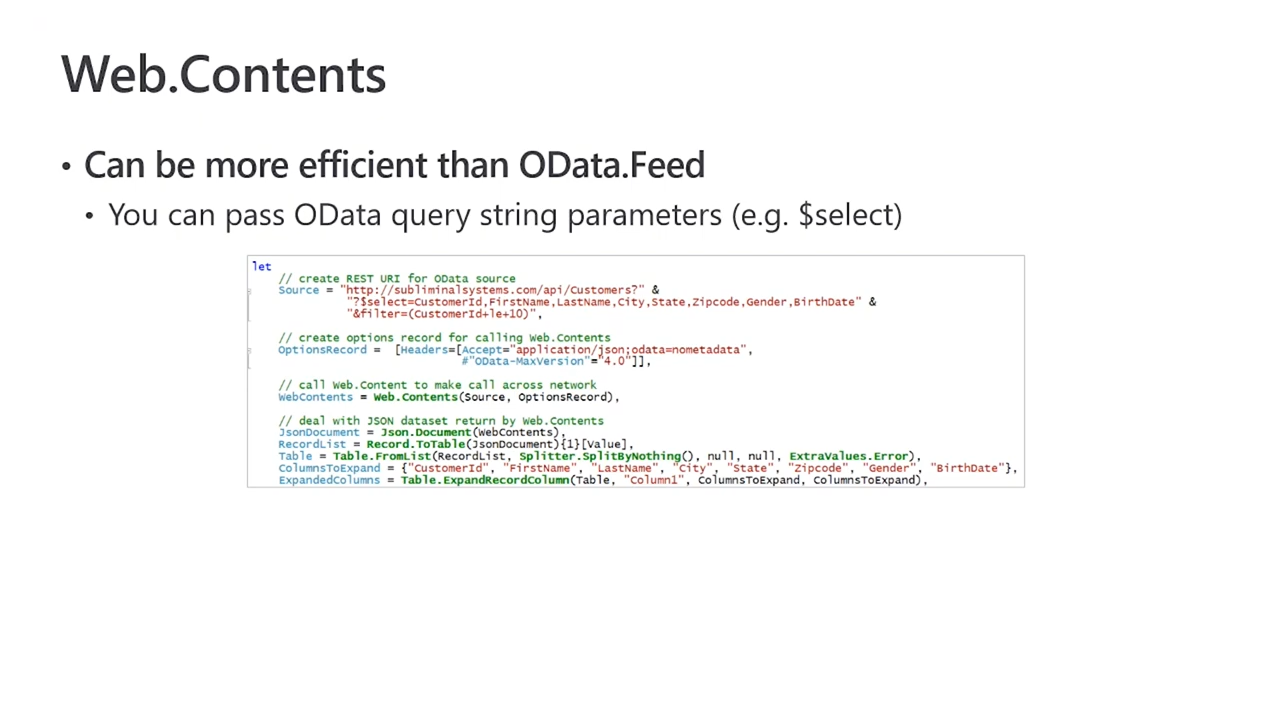 Web.Contents
• Can be more efficient than OData.Feed
• You can pass OData query string parameters (e.g. $select)
let
// create REST URI for OData source
Source = "http://subliminalsystems.com/api/Customers?" &
"?$select=CustomerId,FirstName,LastName,City,State,Zipcode,Gender,BirthDate" &
"&filter=(CustomerId+le+10)",
// create options record for calling Web.Contents
OptionsRecord = [Headers=[Accept="application/json;odata=nometadata",
#"OData-MaxVersion"="4.0"]],
// call Web.Content to make call across network
WebContents = Web.Contents(Source, OptionsRecord),
// deal with JSON dataset return by Web.Contents
JsonDocument = Json.Document(WebContents),
RecordList = Record.ToTable(JsonDocument){1}[Value],
Table = Table.FromList(RecordList, Splitter.SplitByNothing(), null, null, ExtraValues.Error),
ColumnsToExpand = {"CustomerId", "FirstName", "LastName", "City", "State", "Zipcode", "Gender", "BirthDate"},
ExpandedColumns = Table.ExpandRecordColumn(Table, "Column1", ColumnsToExpand, ColumnsToExpand),